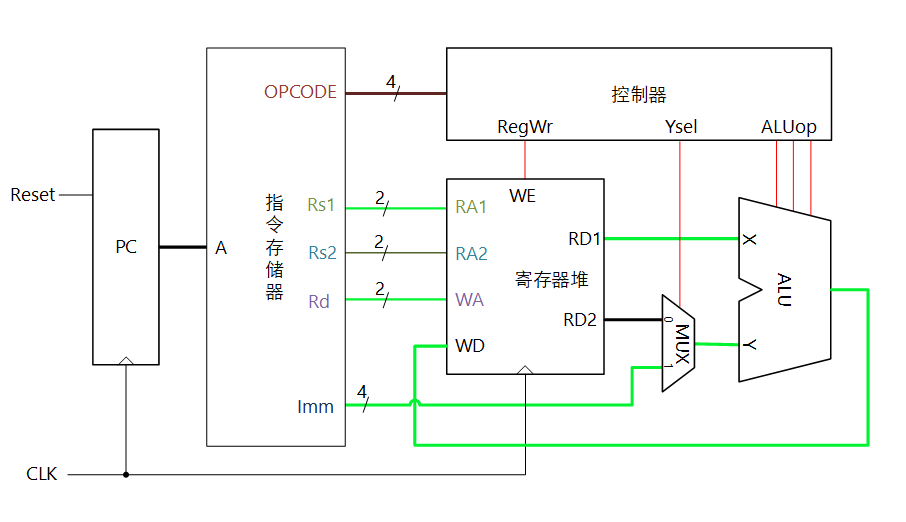 OPCODE
4
控制器
RegWr
Ysel
ALUop
Reset
PC
A
指令存储器
Rs1
2
RA1
WE
RD1
X
Rs2
2
RA2
寄存器堆
ALU
Rd
2
WA
RD2
0
MUX
1
Y
WD
Imm
4
CLK